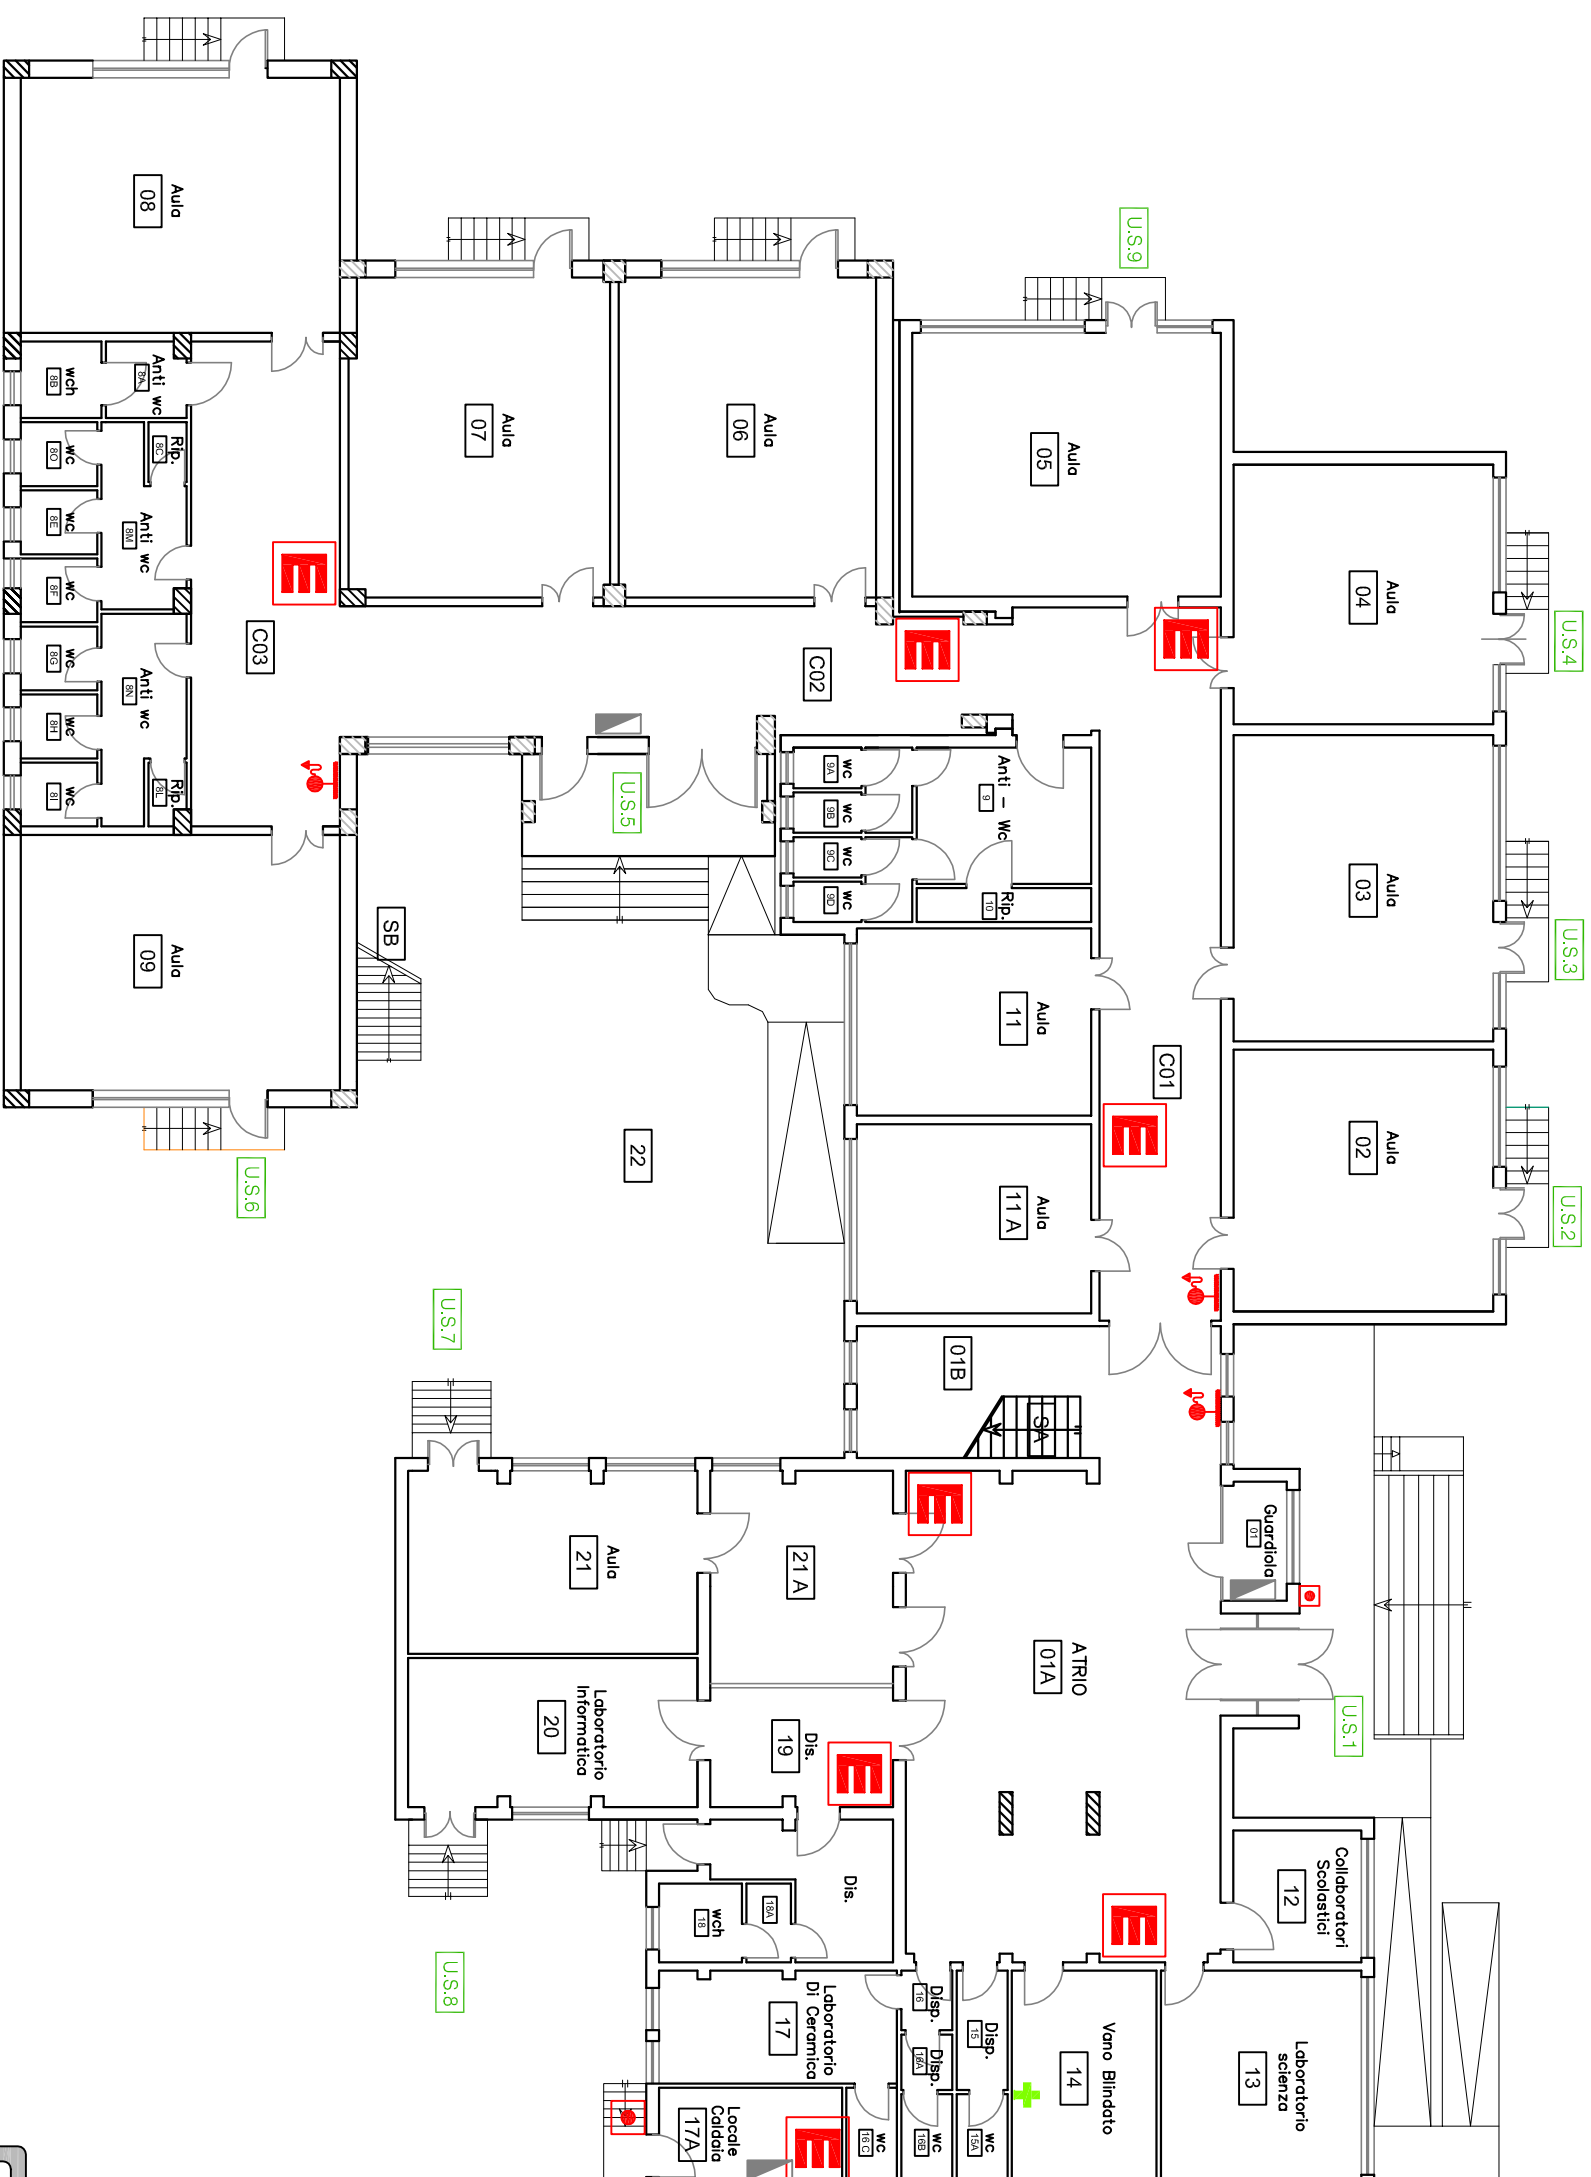 U.S.9
Aula
08
Aula
07
Aula
06
Aula
05
Aula
04
U.S.4
Anti wc
8A
wch
8B
Rip.
8C
wc
8O
Anti wc
8M
wc
8E
wc
8F
E
E
E
C03
C02
Anti wc
8N
wc
8G
wc
8H
Rip.
8L
wc
8I
U.S.5
Anti - Wc
9
wc
9A
wc
9B
wc
9C
wc
9D
Rip.
10
Aula
03
U.S.3
Aula
09
SB
Aula
11
C01
E
Aula
02
U.S.2
22
Aula
11 A
U.S.6
U.S.7
01B
SA
E
Guardiola
01
Aula
21
21 A
ATRIO
01A
U.S.1
Laboratorio
Informatica
20
Dis.
19
E
Dis.
E
Collaboratori
Scolastici
12
wch
18
18A
U.S.8
Laboratorio
Di Ceramica
17
Disp.
16
Disp.
16A
Disp.
15
Vano Blindato
14
Laboratorio
scienza
13
Locale
Caldaia
17A
E
wc
16 C
wc
16B
wc
15A